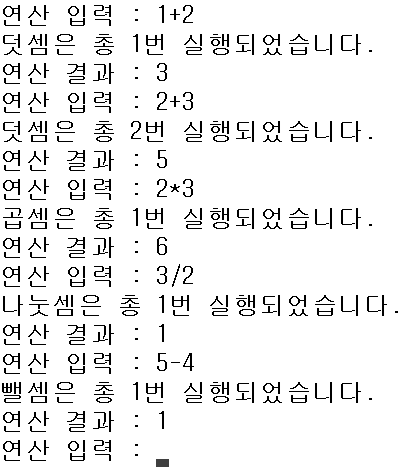 연산 입력 : 1+2
덧셈은 총 1번 실행되었습니다.
연산 결과 : 3
연산 입력 : 2+3
덧셈은 총 2번 실행되었습니다.
연산 결과 : 5
연산 입력 : 2*3
곱셈은 총 1번 실행되었습니다.
연산 결과 : 6
연산 입력 : 3/2
나눗셈은 총 1번 실행되었습니다.
연산 결과 : 1
연산 입력 : 5-4
뺄셈은 총 1번 실행되었습니다.
연산 결과 : 1
연산 입력 :